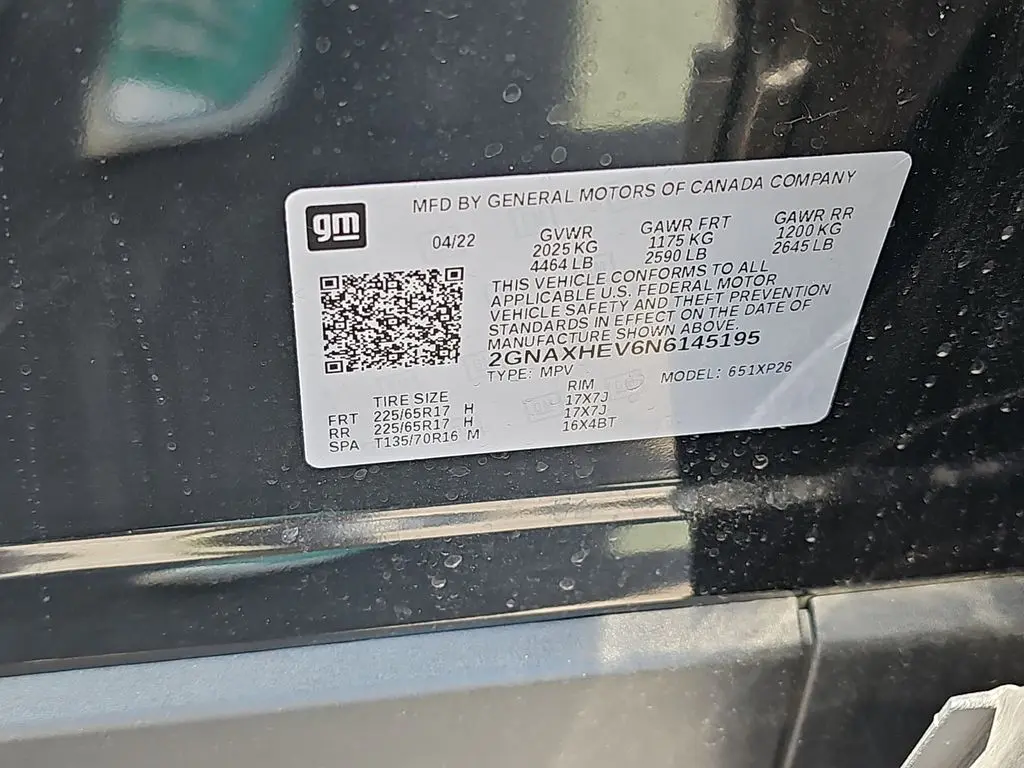 gm
MFD BY GENERAL MOTORS OF CANADA COMPANY
04/22
GVWR
2025 KG
4464 LB
GAWR FRT
1175 KG
2590 LB
GAWR RR
1200 KG
2645 LB
THIS VEHICLE CONFORMS TO ALL
APPLICABLE U.S. FEDERAL MOTOR
VEHICLE SAFETY AND THEFT PREVENTION
STANDARDS IN EFFECT ON THE DATE OF
MANUFACTURE SHOWN ABOVE.
2GNAXHEV6N6145195
TYPE: MPV MODEL: 651XP26
TIRE SIZE RIM
FRT 225/65R17 H 17X7J
RR 225/65R17 H 17X7J
SPA T135/70R16 M 16X4BT